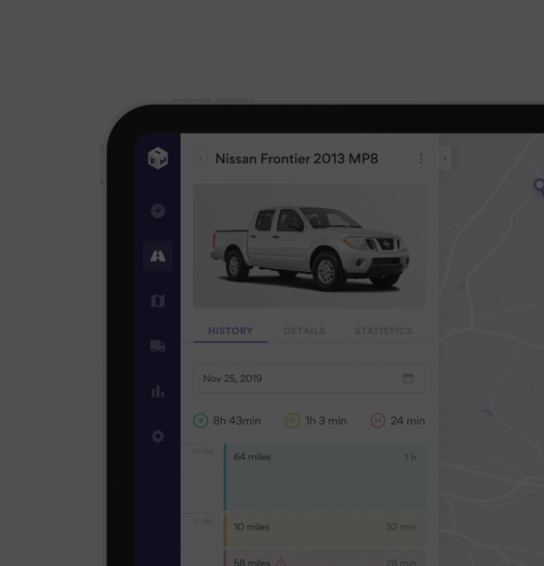 Nissan Frontier 2013 MP8
HISTORY DETAILS STATISTICS
Nov 25, 2019
8h 43min 1h 3 min 24 min
10 AM
64 miles 1 h
11 AM
10 miles 32 min
58 miles 28 min